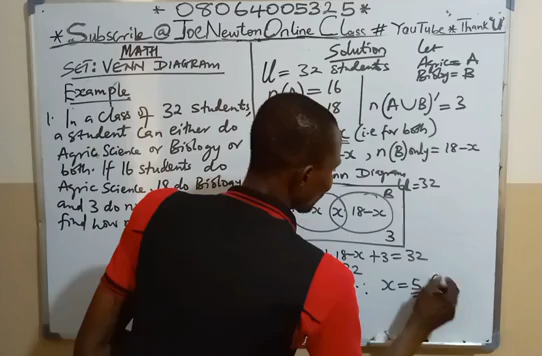 * 08064005325 *
*Subscribe @ JoeNewtonOnline Class* # YouTube * Thank U
MATH
SET: VENN DIAGRAM
Example
1. In a class of 32 students,
a student can either do
Agric Science or Biology or
both. If 16 students do
Agric Science, 18 do Biology
and 3 do
find how
Solution
U = 32 students
Let
Agric = A
Biology = B
n(A) = 16
18
n(AUB)' = 3
x (i.e for both)
-x, n(B) only = 18-x
Venn Diagram
U=32
B
x
x
18-x
3
18-x +3 = 32
32
∴ x = 5